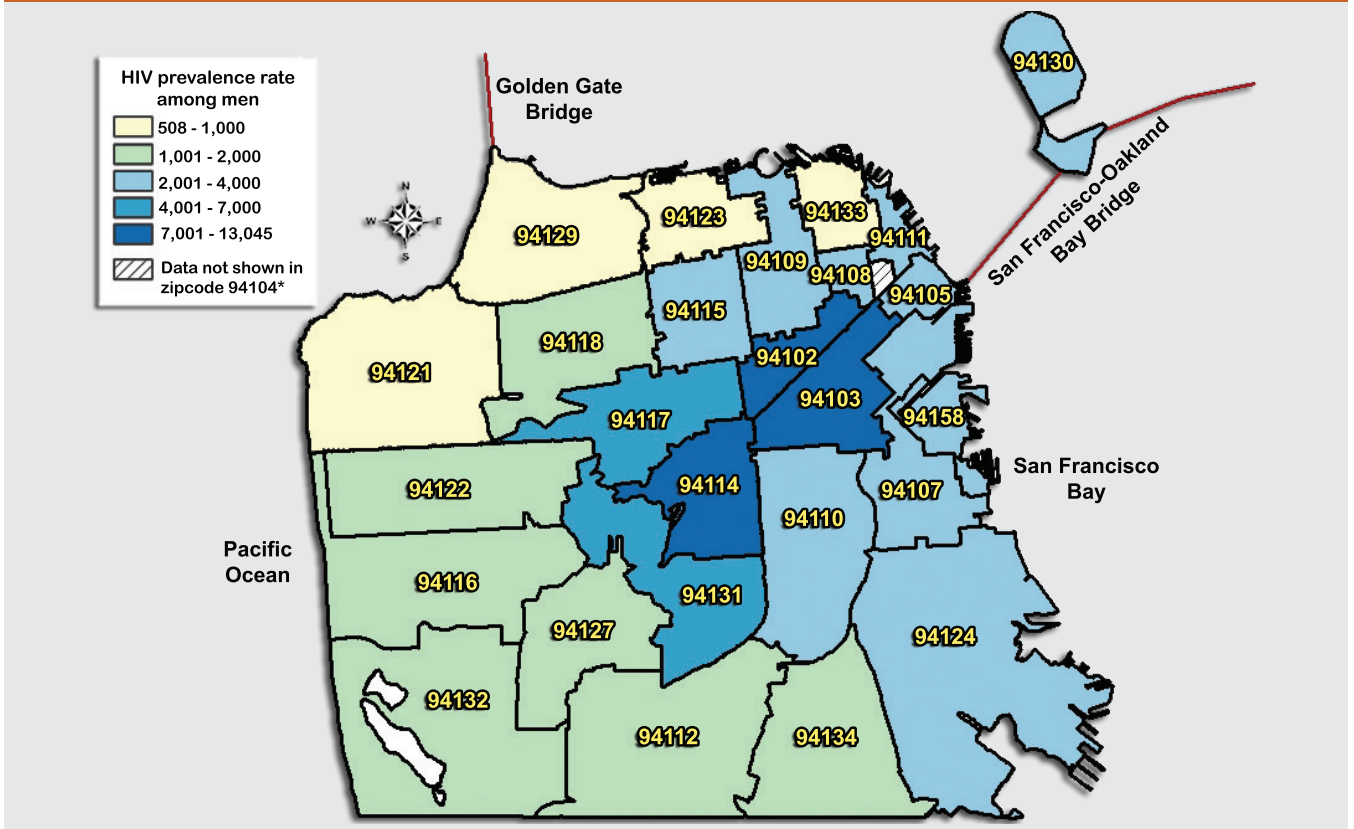 HIV prevalence rate
among men
508 - 1,000
1,001 - 2,000
2,001 - 4,000
4,001 - 7,000
7,001 - 13,045
Data not shown in
zipcode 94104*
Golden Gate
Bridge
94130
San Francisco-Oakland
Bay Bridge
N
W
E
S
94129
94123
94133
94111
94109
94108
94105
94115
94118
94121
94102
94103
94117
94158
94122
94114
94110
94107
San Francisco
Bay
Pacific
Ocean
94116
94131
94127
94124
94132
94112
94134